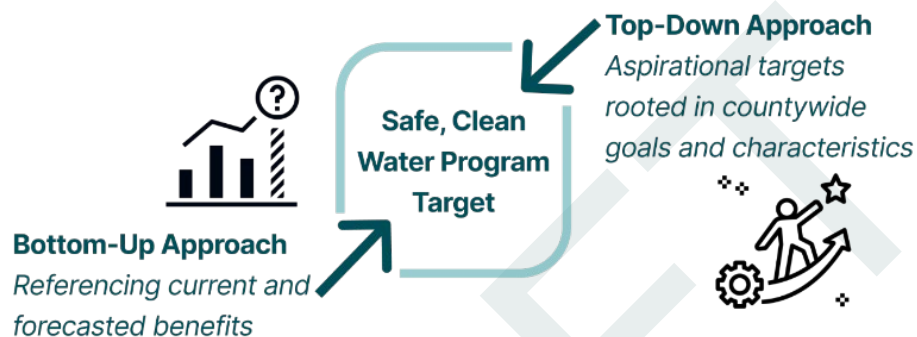 Top-Down Approach
Aspirational targets
rooted in countywide
goals and characteristics
Safe, Clean
Water Program
Target
?
Bottom-Up Approach
Referencing current and
forecasted benefits